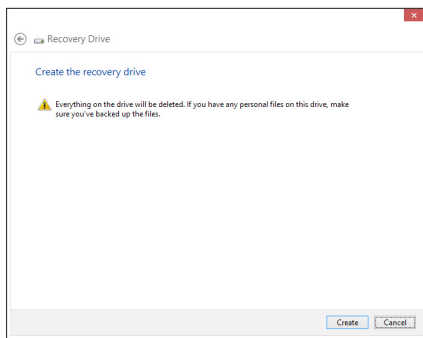 Recovery Drive
Create the recovery drive
Everything on the drive will be deleted. If you have any personal files on this drive, make
sure you've backed up the files.
Create Cancel